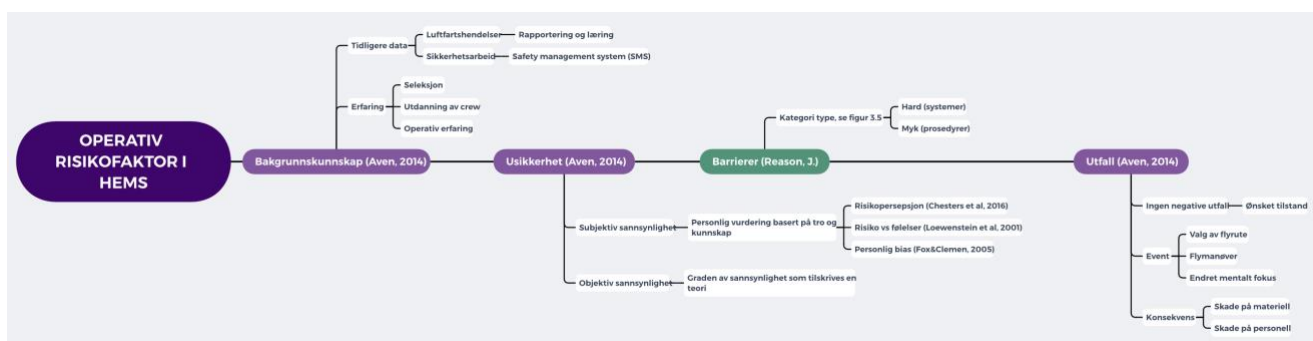 OPERATIV
RISIKOFAKTOR I
HEMS
Bakgrunnskunnskap (Aven, 2014)
Tidligere data
Luftfartshendelser
Rapportering og læring
Sikkerhetsarbeid
Safety management system (SMS)
Erfaring
Seleksjon
Utdanning av crew
Operativ erfaring
Usikkerhet (Aven, 2014)
Subjektiv sannsynlighet
Personlig vurdering basert på tro og
kunnskap
Risikopersepsjon (Chesters et al, 2016)
Risiko vs følelser (Loewenstein et al, 2001)
Personlig bias (Fox&Clemen, 2005)
Objektiv sannsynlighet
Graden av sannsynlighet som tilskrives en
teori
Barrierer (Reason, J.)
Kategori type, se figur 3.5
Hard (systemer)
Myk (prosedyrer)
Utfall (Aven, 2014)
Ingen negative utfall
Ønsket tilstand
Event
Valg av flyrute
Flymanøver
Endret mentalt fokus
Konsekvens
Skade på materiell
Skade på personell